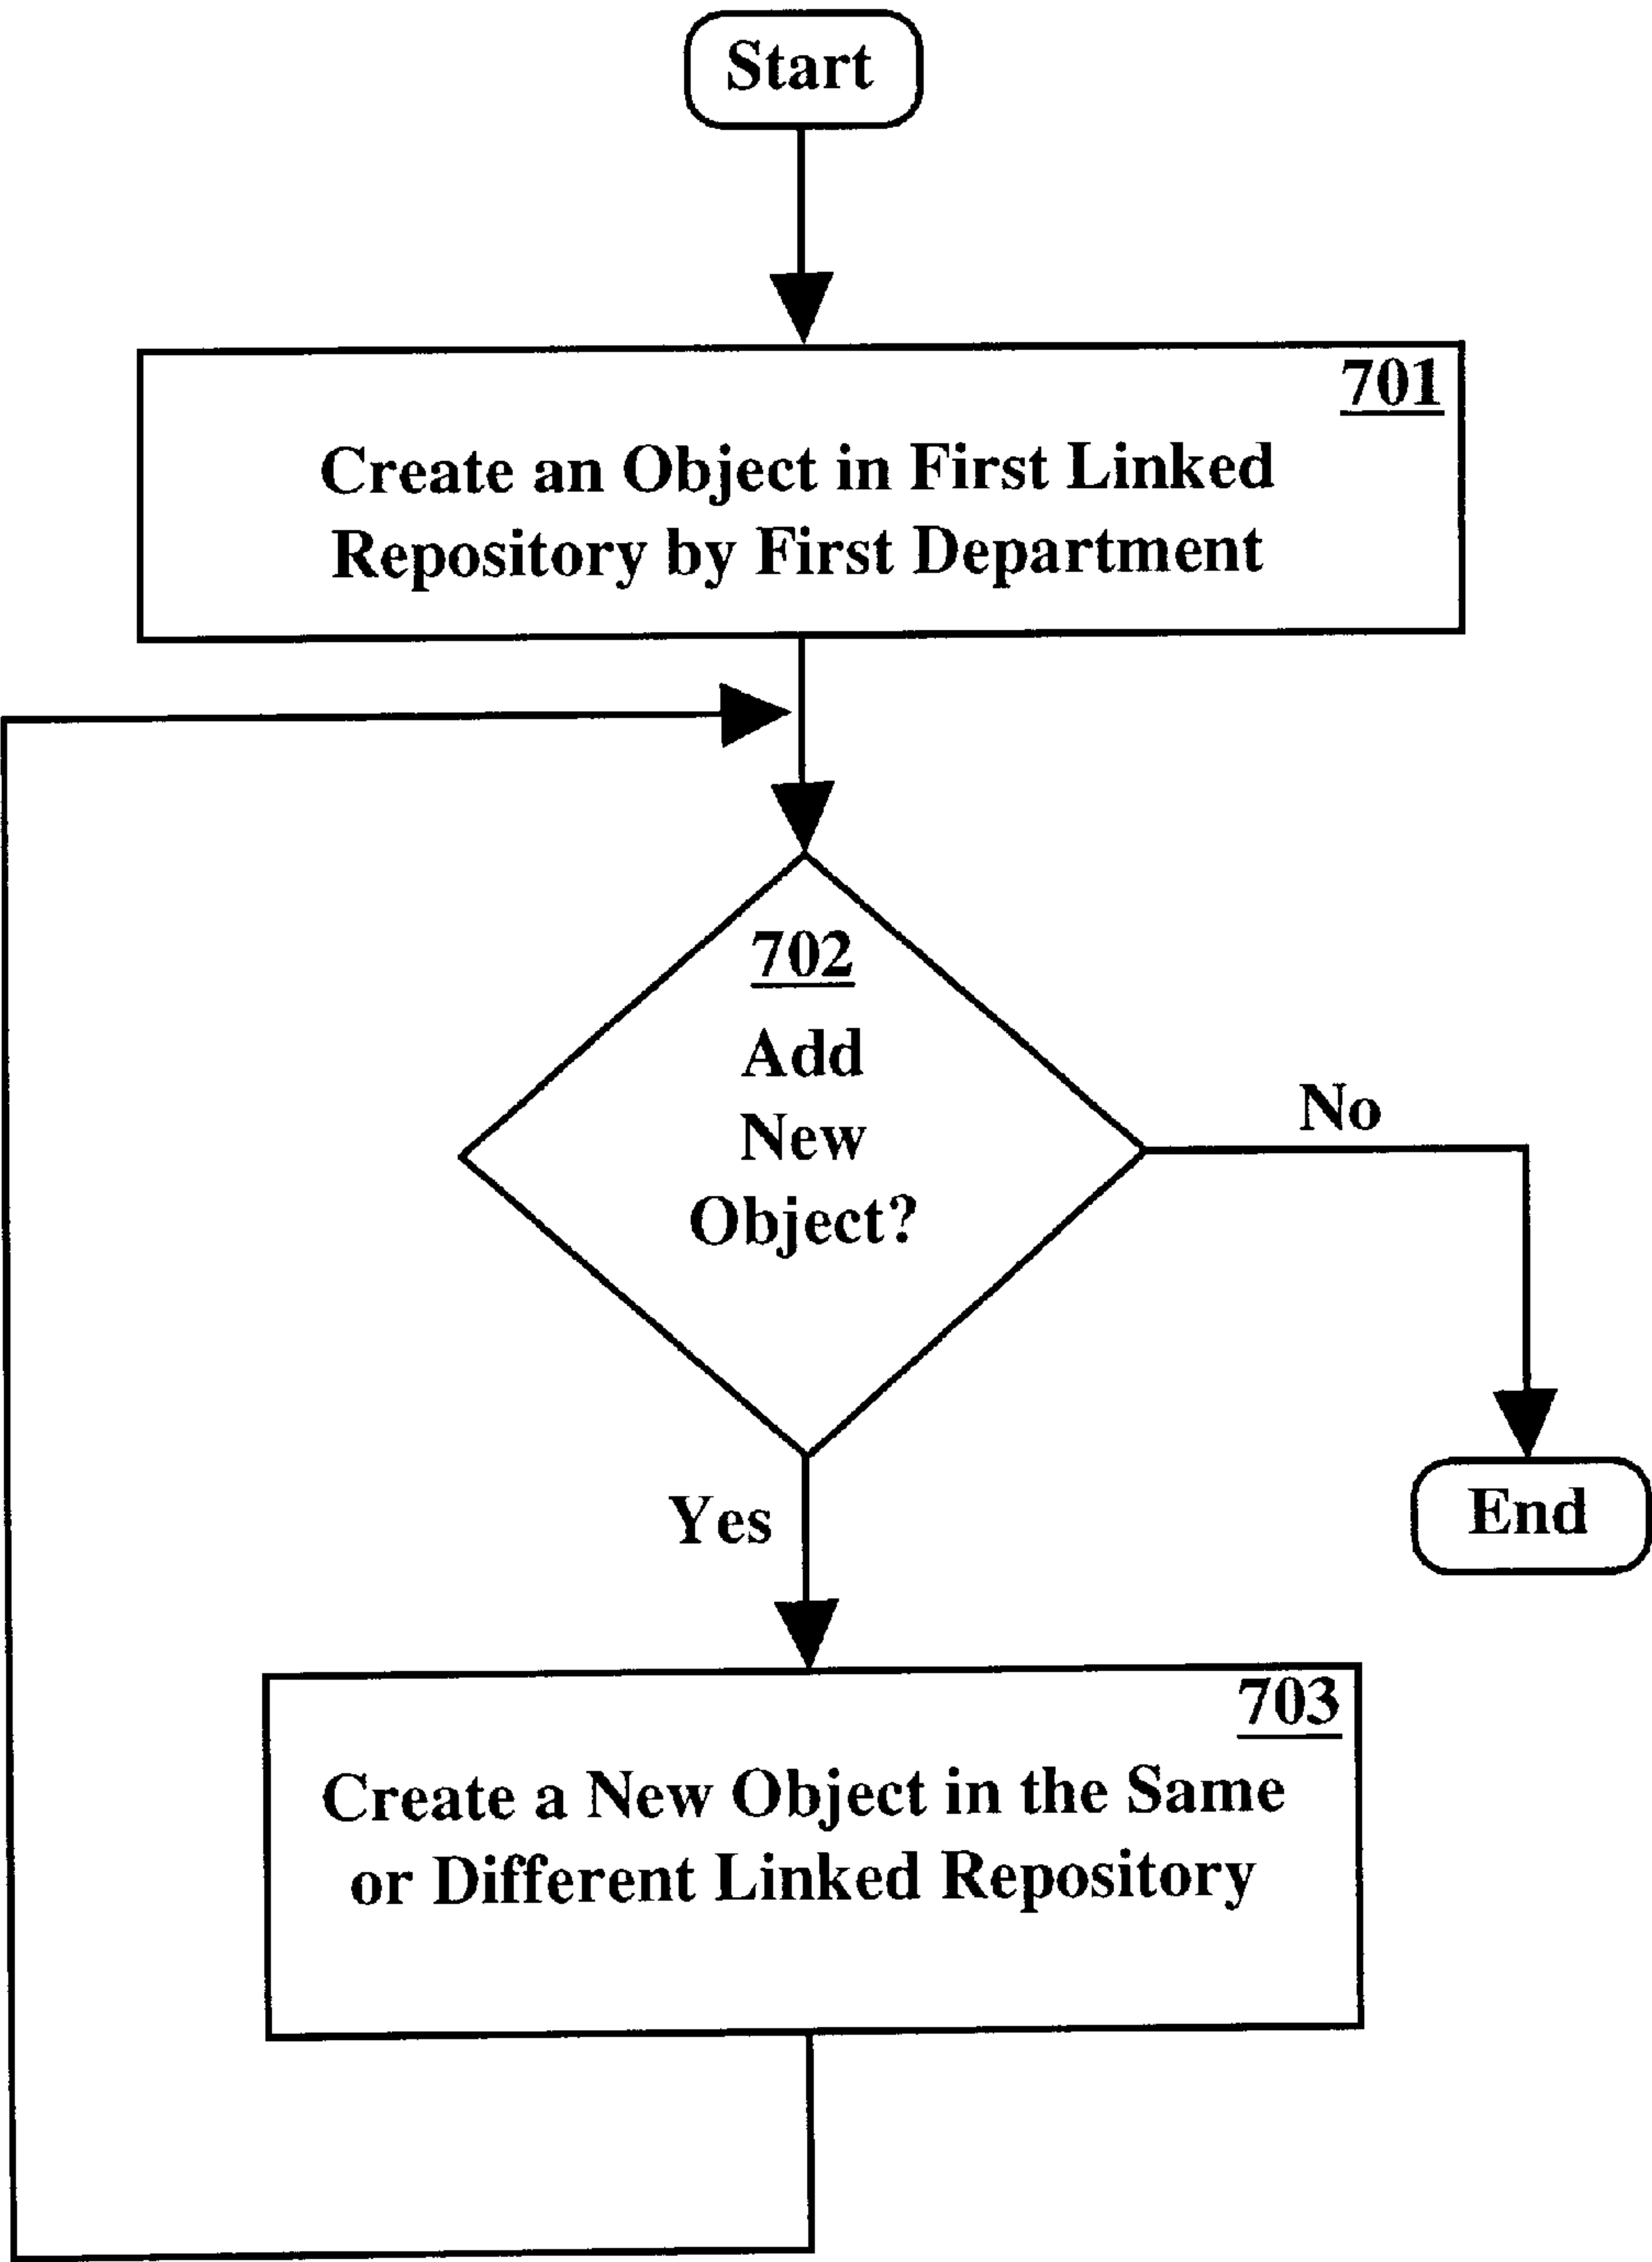 Start
701
Create an Object in First Linked
Repository by First Department
702
Add
New
Object?
No
Yes
End
703
Create a New Object in the Same
or Different Linked Repository